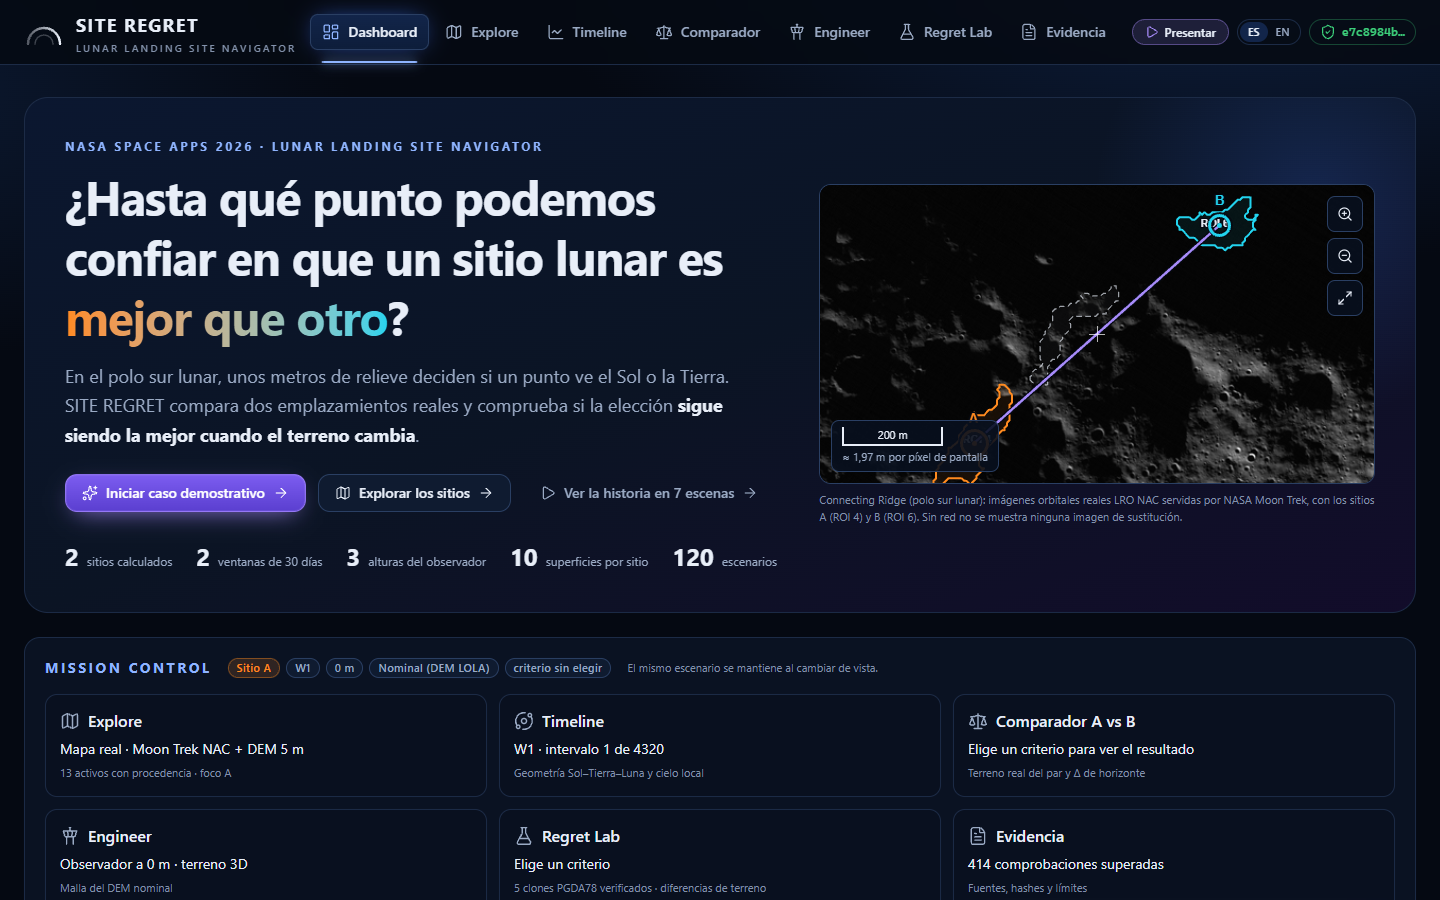 SITE REGRET
LUNAR LANDING SITE NAVIGATOR
Dashboard
Explore
Timeline
Comparador
Engineer
Regret Lab
Evidencia
Presentar
ES EN
e7c8984b…
NASA SPACE APPS 2026 · LUNAR LANDING SITE NAVIGATOR
¿Hasta qué punto podemos
confiar en que un sitio lunar es
mejor que otro?
En el polo sur lunar, unos metros de relieve deciden si un punto ve el Sol o la Tierra.
SITE REGRET compara dos emplazamientos reales y comprueba si la elección sigue
siendo la mejor cuando el terreno cambia.
Iniciar caso demostrativo
Explorar los sitios
Ver la historia en 7 escenas
2 sitios calculados
2 ventanas de 30 días
3 alturas del observador
10 superficies por sitio
120 escenarios
B
200 m
≈ 1,97 m por píxel de pantalla
Connecting Ridge (polo sur lunar): imágenes orbitales reales LRO NAC servidas por NASA Moon Trek, con los sitios
A (ROI 4) y B (ROI 6). Sin red no se muestra ninguna imagen de sustitución.
MISSION CONTROL
Sitio A
W1
0 m
Nominal (DEM LOLA)
criterio sin elegir
El mismo escenario se mantiene al cambiar de vista.
Explore
Mapa real · Moon Trek NAC + DEM 5 m
13 activos con procedencia · foco A
Timeline
W1 · intervalo 1 de 4320
Geometría Sol–Tierra–Luna y cielo local
Comparador A vs B
Elige un criterio para ver el resultado
Terreno real del par y Δ de horizonte
Engineer
Observador a 0 m · terreno 3D
Malla del DEM nominal
Regret Lab
Elige un criterio
5 clones PGDA78 verificados · diferencias de terreno
Evidencia
414 comprobaciones superadas
Fuentes, hashes y límites